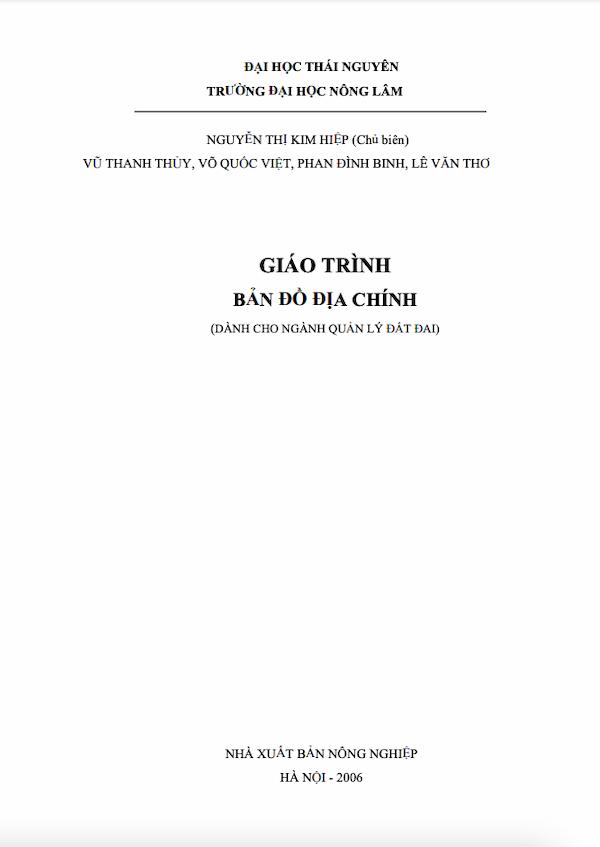 ĐẠI HỌC THÁI NGUYÊN
TRƯỜNG ĐẠI HỌC NÔNG LÂM
NGUYỄN THỊ KIM HIỆP (Chủ biên)
VŨ THANH THỦY, VÕ QUỐC VIỆT, PHAN ĐÌNH BINH, LÊ VĂN THƠ
GIÁO TRÌNH
BẢN ĐỒ ĐỊA CHÍNH
(DÀNH CHO NGÀNH QUẢN LÝ ĐẤT ĐAI)
NHÀ XUẤT BẢN NÔNG NGHIỆP
HÀ NỘI - 2006